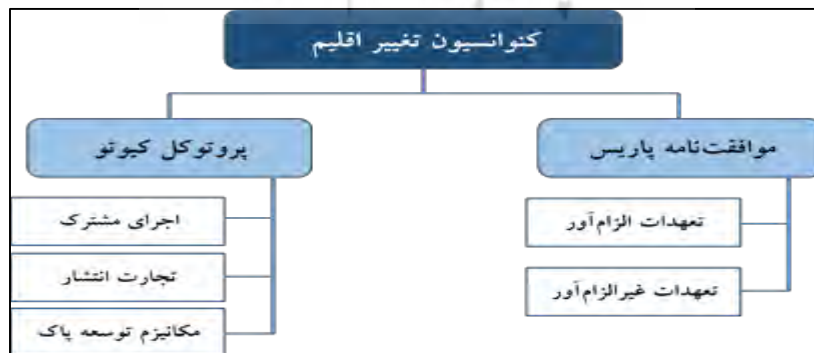 کنوانسیون تغییر اقلیم
موافقت‌نامه پاریس
تعهدات الزام‌آور
تعهدات غیرالزام‌آور
پروتوکل کیوتو
اجرای مشترک
تجارت انتشار
مکانیزم توسعه پاک